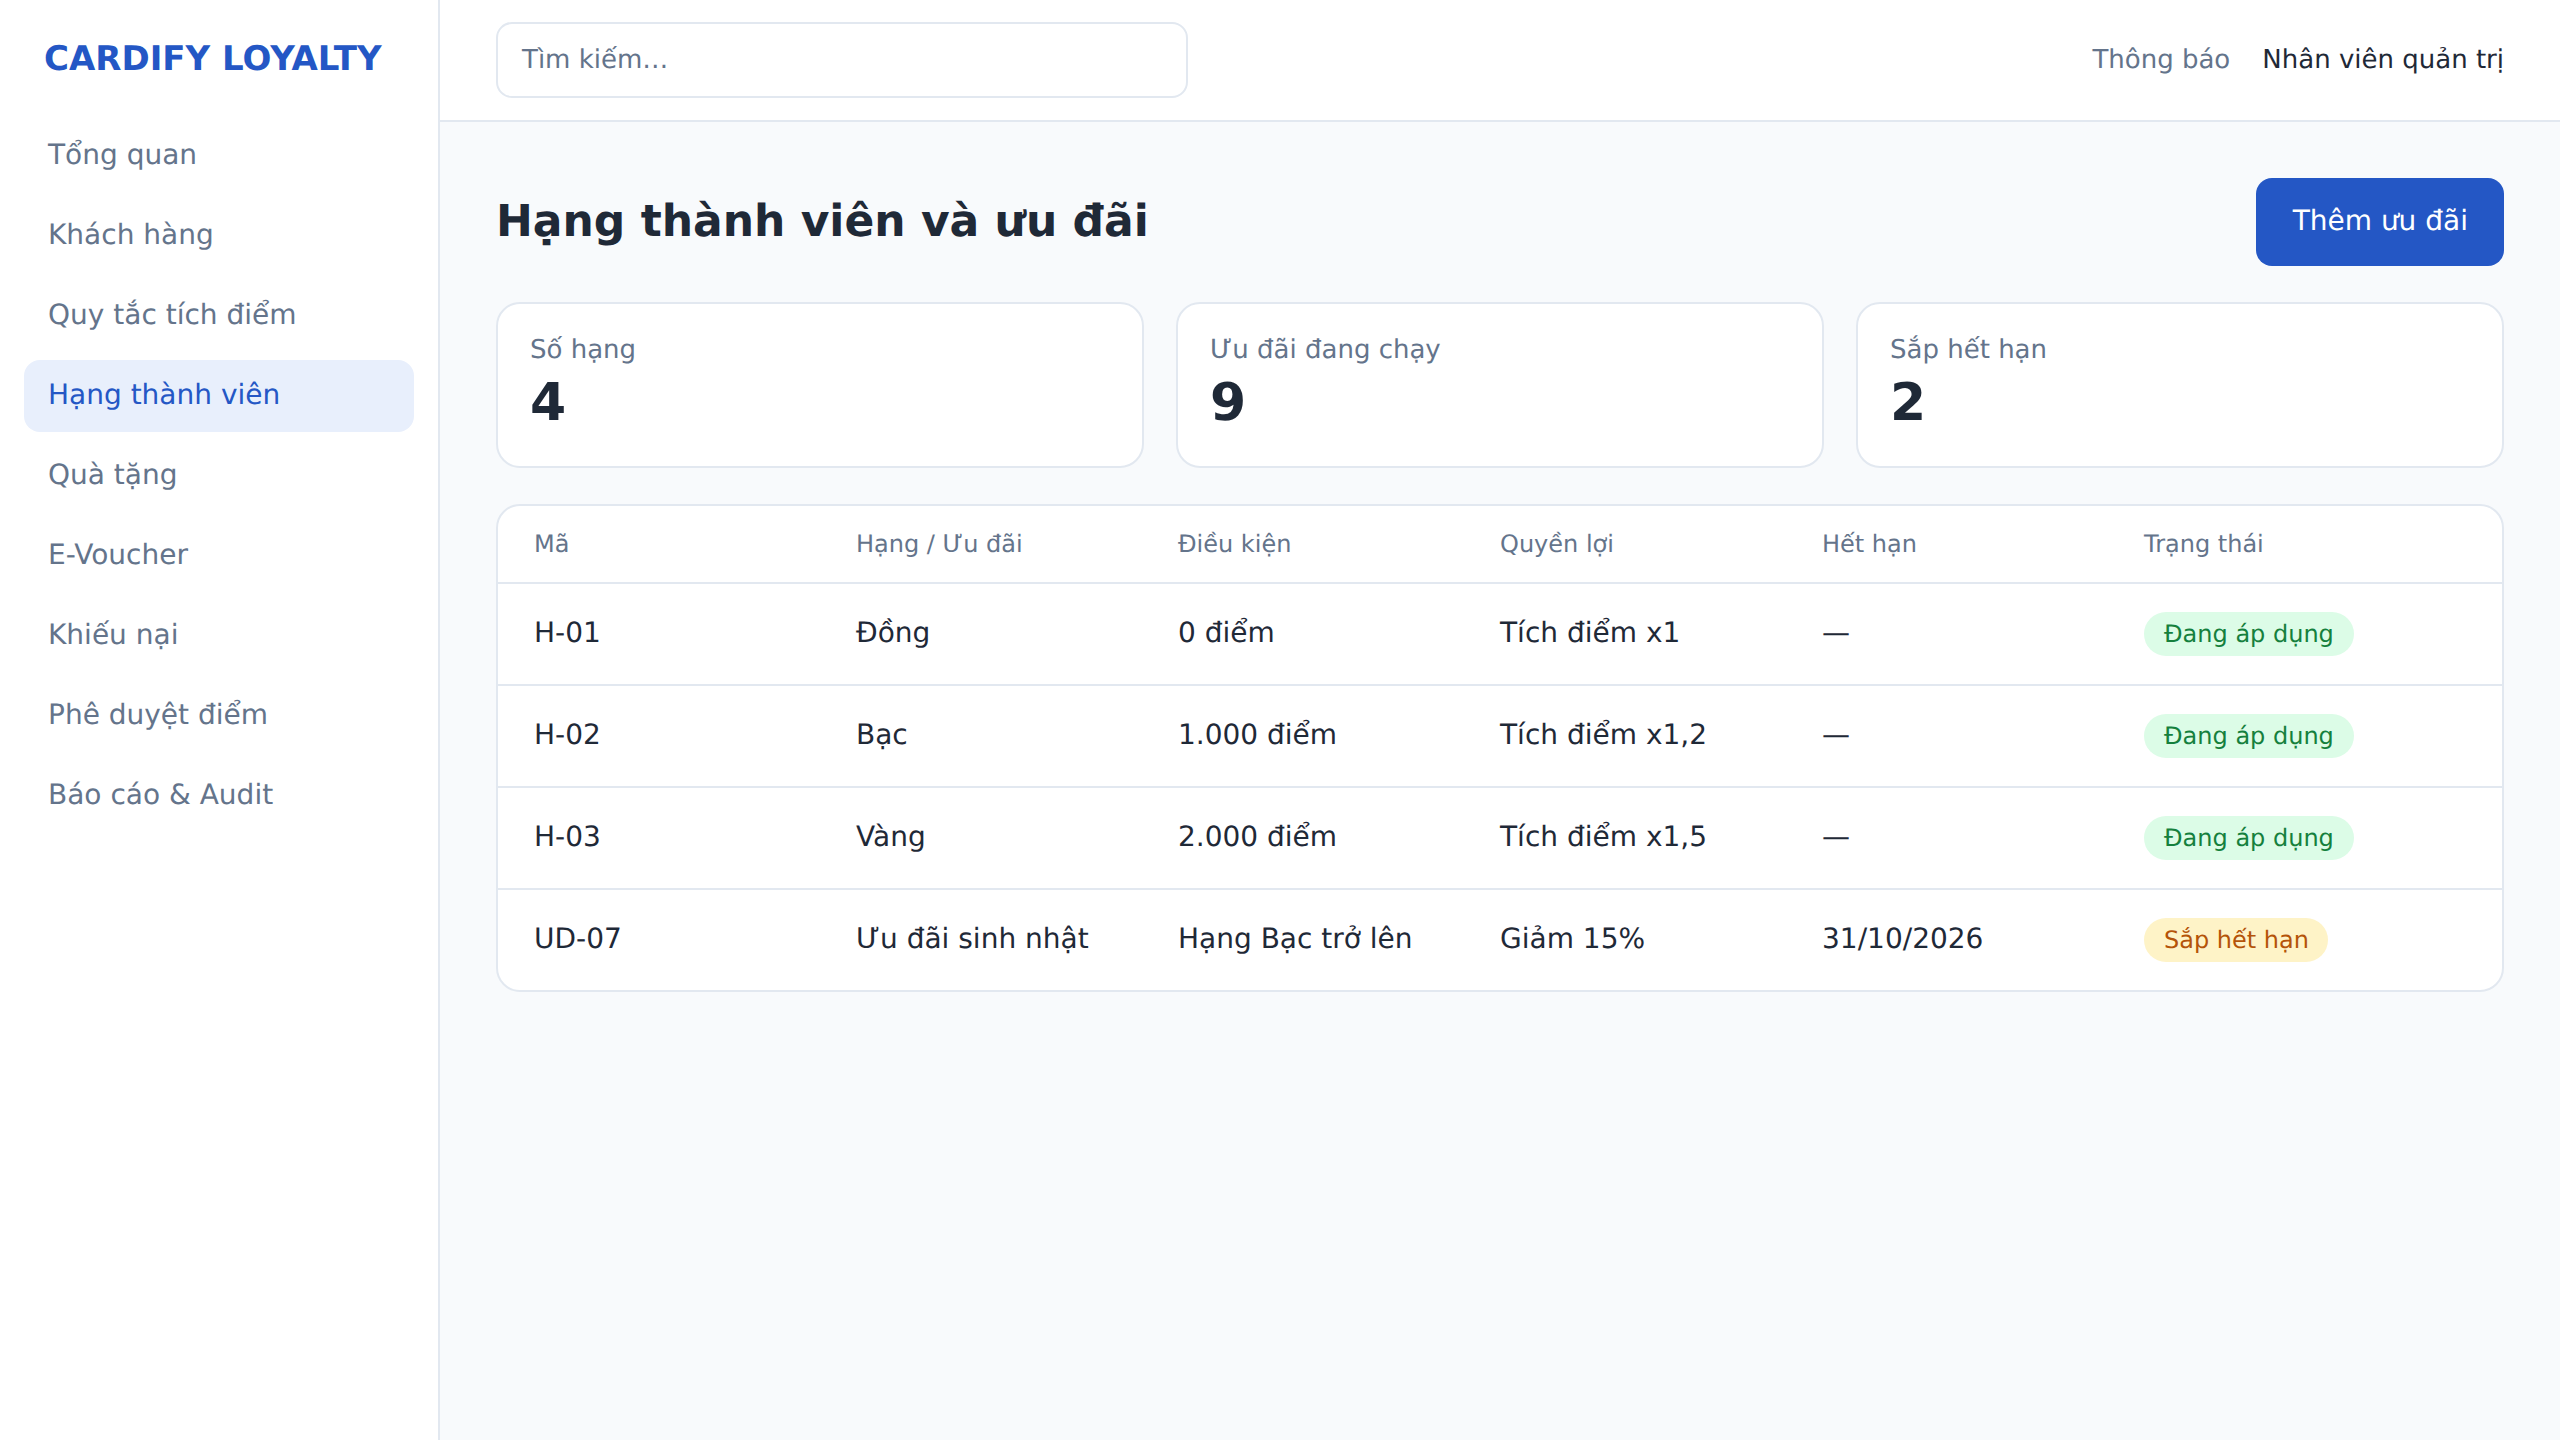 CARDIFY LOYALTY
Tổng quan
Khách hàng
Quy tắc tích điểm
Hạng thành viên
Quà tặng
E-Voucher
Khiếu nại
Phê duyệt điểm
Báo cáo & Audit
Tìm kiếm...
Thông báo Nhân viên quản trị
Hạng thành viên và ưu đãi
Thêm ưu đãi
Số hạng
4
Ưu đãi đang chạy
9
Sắp hết hạn
2
Mã Hạng / Ưu đãi Điều kiện Quyền lợi Hết hạn Trạng thái
H-01 Đồng 0 điểm Tích điểm x1 — Đang áp dụng
H-02 Bạc 1.000 điểm Tích điểm x1,2 — Đang áp dụng
H-03 Vàng 2.000 điểm Tích điểm x1,5 — Đang áp dụng
UD-07 Ưu đãi sinh nhật Hạng Bạc trở lên Giảm 15% 31/10/2026 Sắp hết hạn